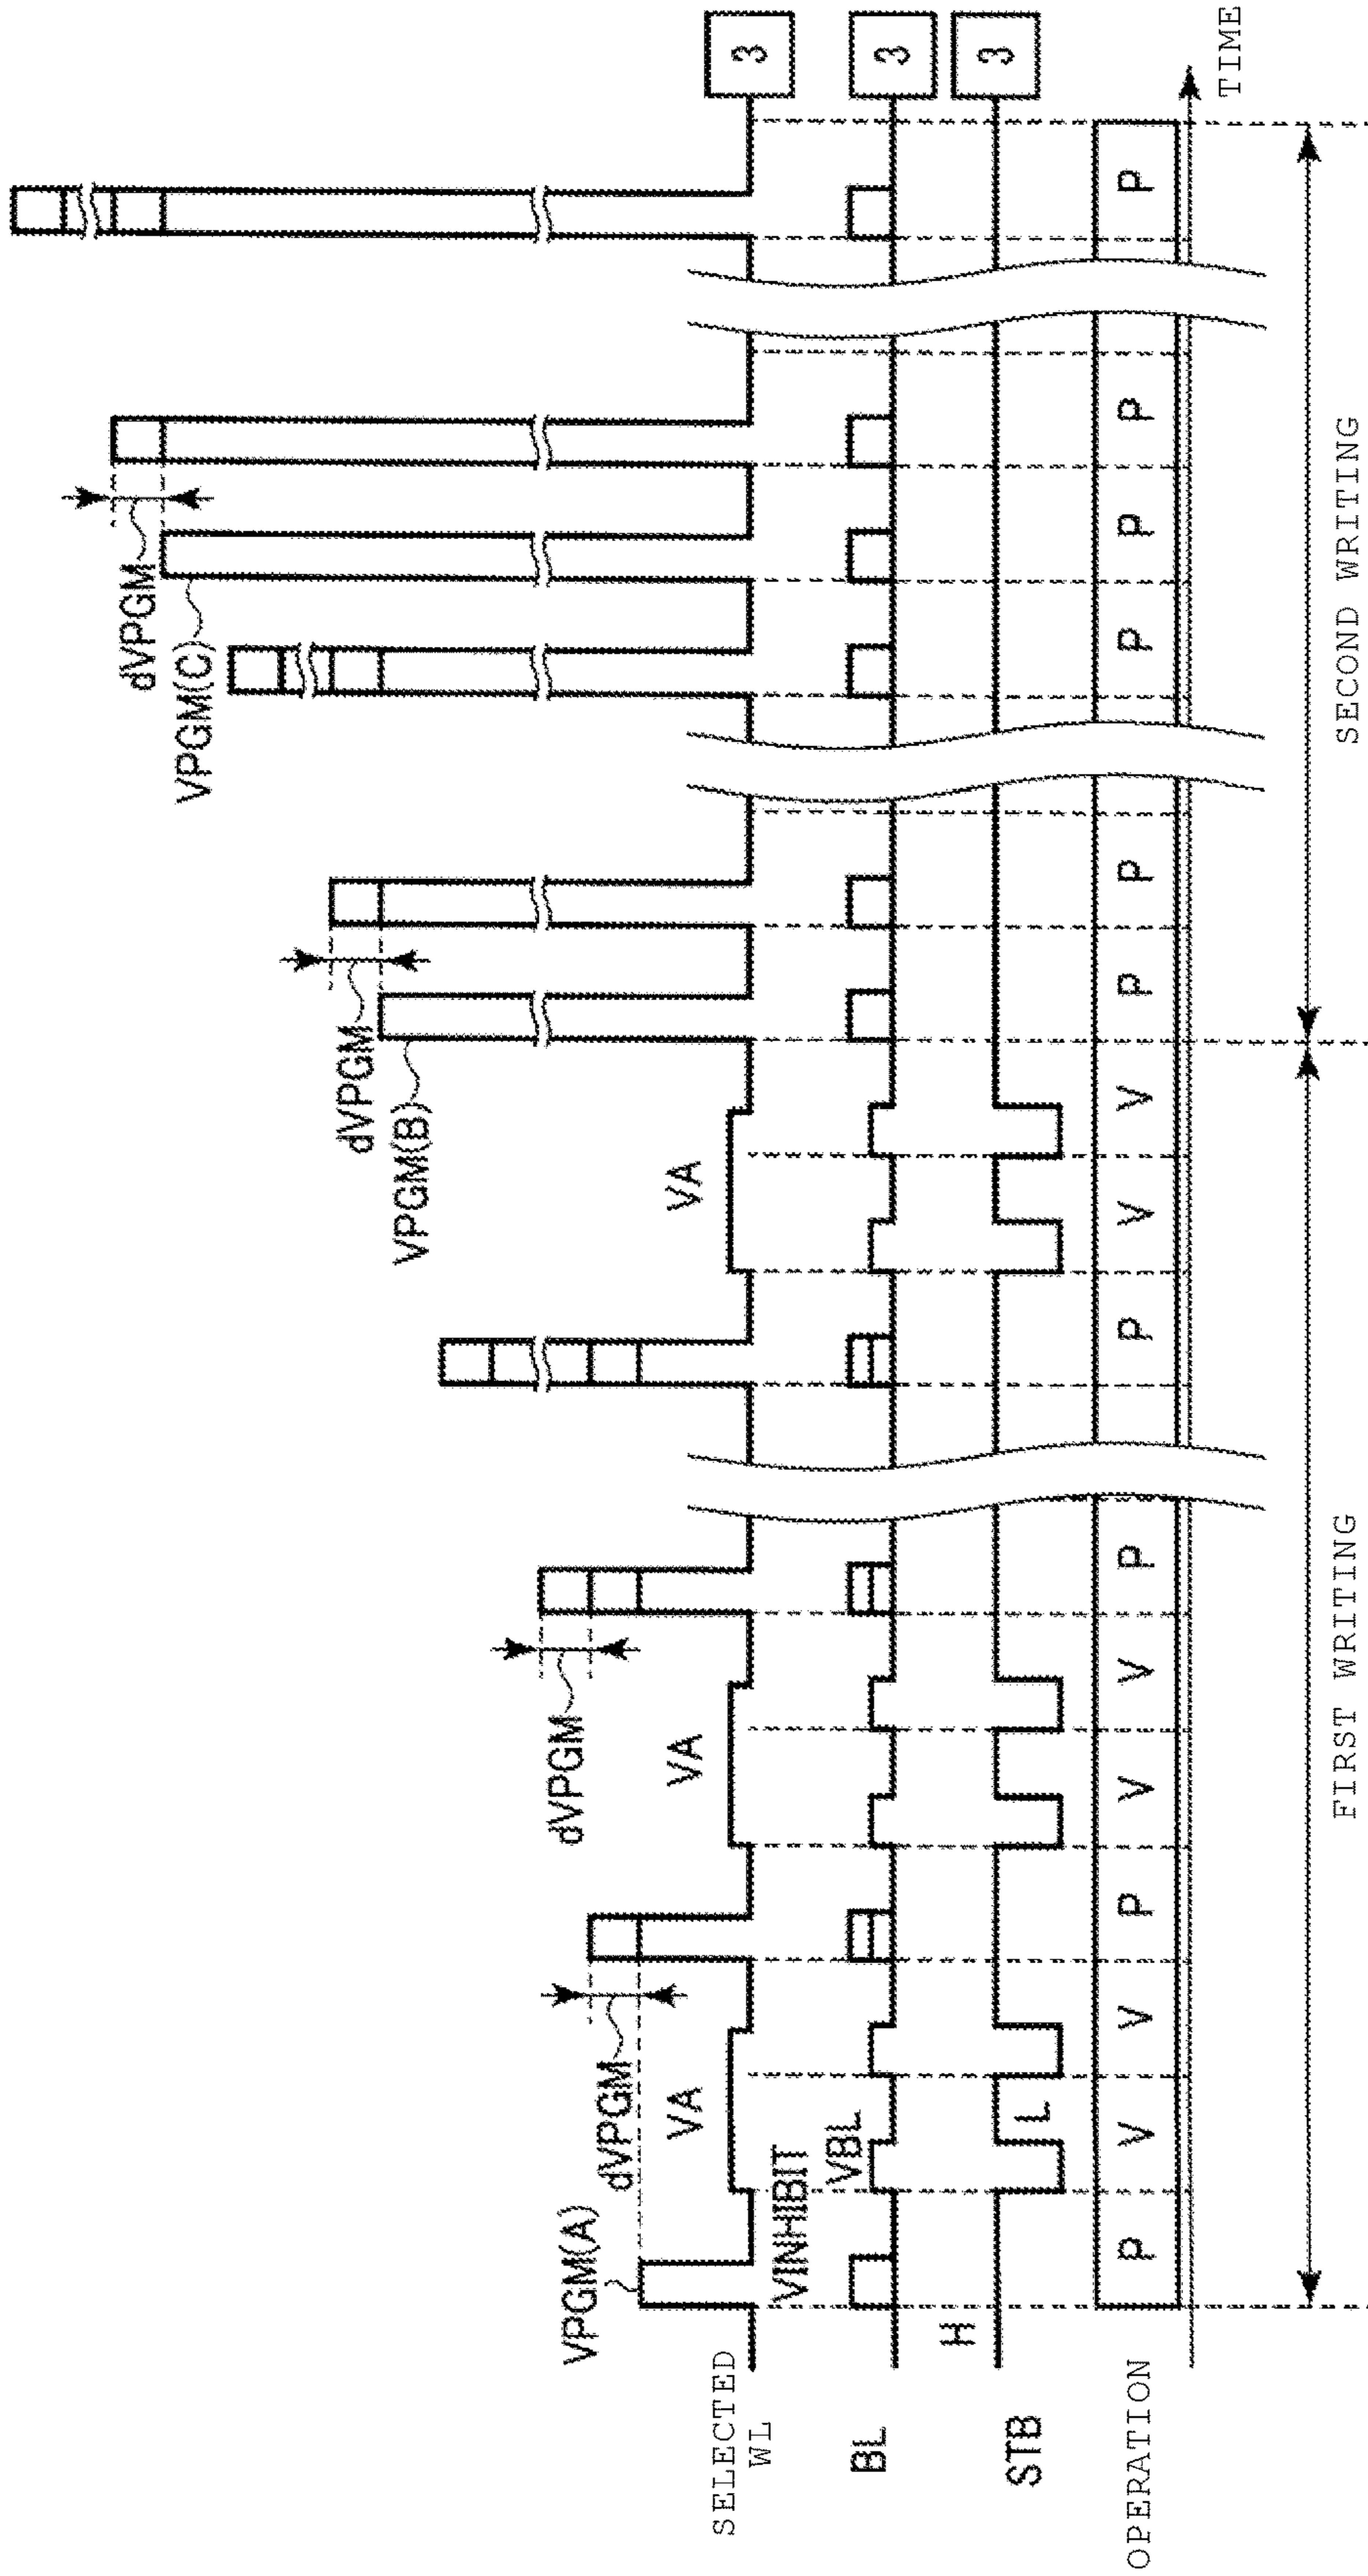 VPGM(A)
dVPGM
dVPGM
VPGM(B)
dVPGM
VPGM(C)
dVPGM
SELECTED
WL
VA
VA
VA
3
VINHIBIT
BL
VBL
3
H
STB
L
3
OPERATION
P V V P V V P P V V P P P P P P
TIME
FIRST WRITING
SECOND WRITING